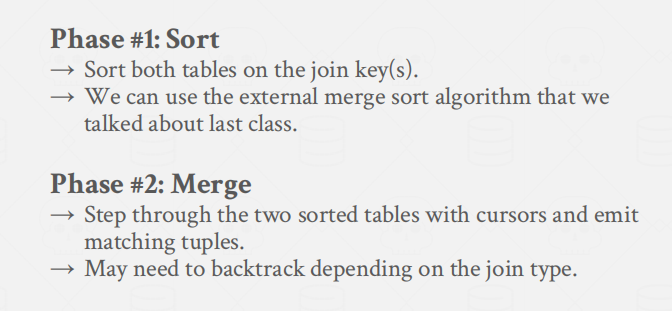 Phase #1: Sort
→ Sort both tables on the join key(s).
→ We can use the external merge sort algorithm that we
talked about last class.
Phase #2: Merge
→ Step through the two sorted tables with cursors and emit
matching tuples.
→ May need to backtrack depending on the join type.